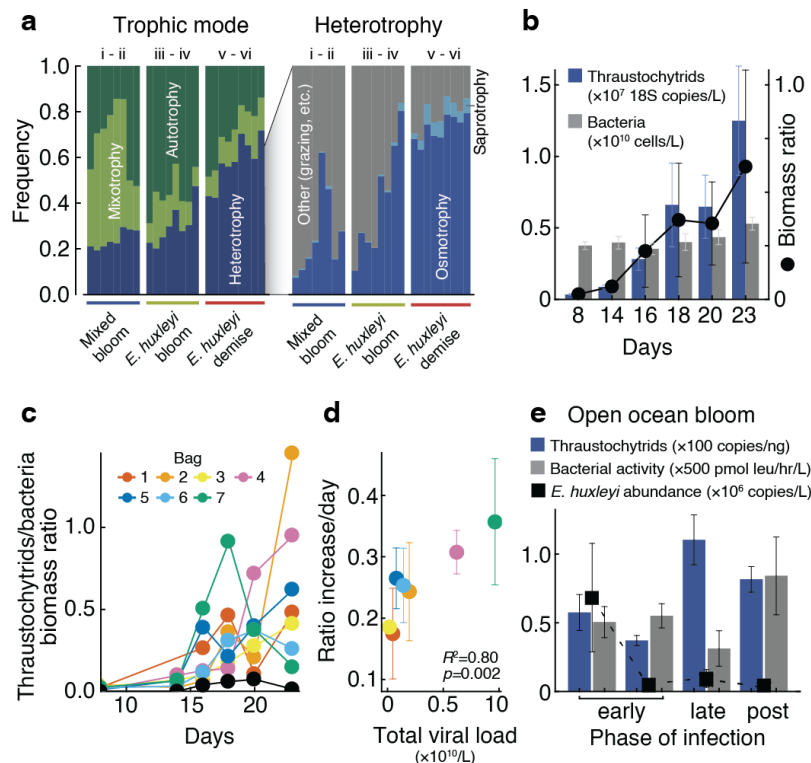 a
Trophic mode
Heterotrophy
i - ii
iii - iv
v - vi
i - ii
iii - iv
v - vi
Frequency
1.0
0.8
0.6
0.4
0.2
0.0
Mixotrophy
Autotrophy
Heterotrophy
Other (grazing, etc.)
Osmotrophy
Saprotrophy
Mixed
bloom
E. huxleyi
bloom
E. huxleyi
demise
Mixed
bloom
E. huxleyi
bloom
E. huxleyi
demise
b
Thraustochytrids
(×10⁷ 18S copies/L)
Bacteria
(×10¹⁰ cells/L)
1.5
1.0
0.5
0
1.0
0
Biomass ratio
8 14 16 18 20 23
Days
c
Thraustochytrids/bacteria
biomass ratio
Bag
1 2 3 4
5 6 7
1.0
0.5
0.0
10 15 20
Days
d
Ratio increase/day
0.4
0.3
0.2
0.1
R²=0.80
p=0.002
0 5 10
Total viral load
(×10¹⁰/L)
e Open ocean bloom
Thraustochytrids (×100 copies/ng)
Bacterial activity (×500 pmol leu/hr/L)
E. huxleyi abundance (×10⁶ copies/L)
1.0
0.5
0
early late post
Phase of infection